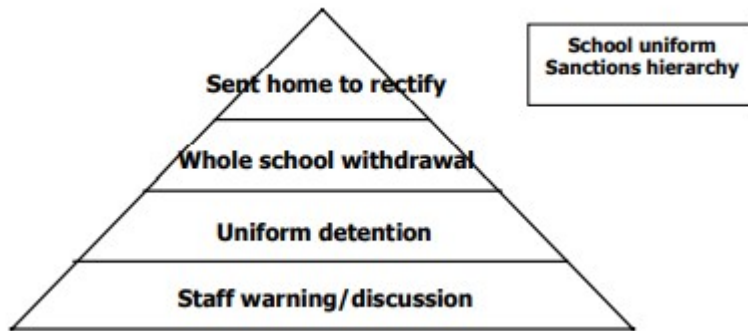 School uniform
Sanctions hierarchy
Sent home to rectify
Whole school withdrawal
Uniform detention
Staff warning/discussion